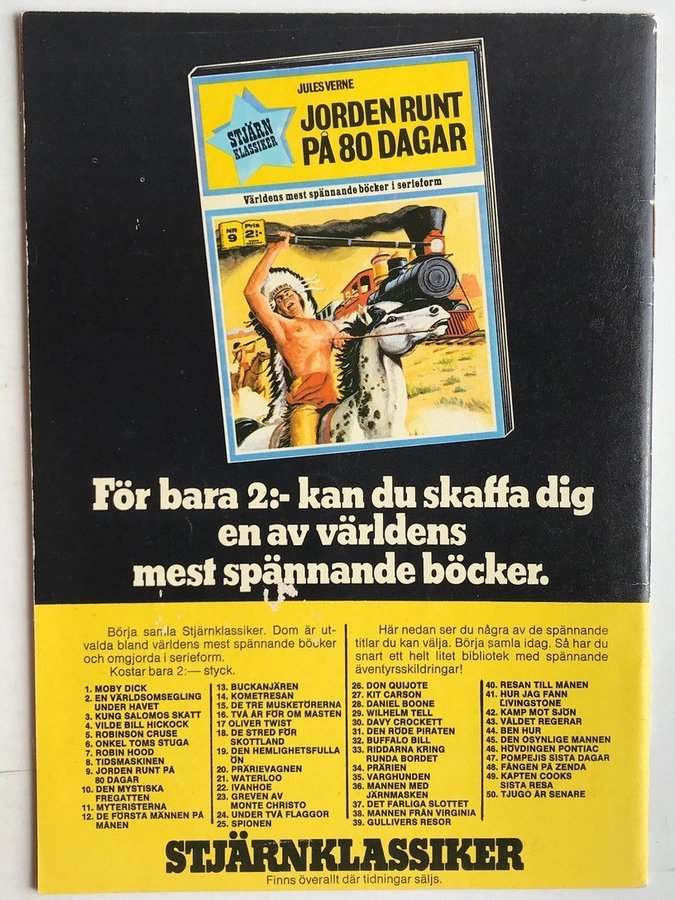 JULES VERNE
STJÄRN
KLASSIKER
JORDEN RUNT
PÅ 80 DAGAR
Världens mest spännande böcker i serieform
NR
9
Pris
2:-
För bara 2:- kan du skaffa dig
en av världens
mest spännande böcker.
Börja samla Stjärnklassiker. Dom är ut-
valda bland världens mest spännande böcker
och omgjorda i serieform.
Kostar bara 2:— styck.
Här nedan ser du några av de spännande
titlar du kan välja. Börja samla idag. Så har du
snart ett helt litet bibliotek med spännande
äventyrsskildringar!
1. MOBY DICK
2. EN VÄRLDSOMSEGLING
UNDER HAVET
3. KUNG SALOMOS SKATT
4. VILDE BILL HICKOCK
5. ROBINSON CRUSE
6. ONKEL TOMS STUGA
7. ROBIN HOOD
8. TIDSMASKINEN
9. JORDEN RUNT PÅ
80 DAGAR
10. DEN MYSTISKA
FREGATTEN
11. MYTERISTERNA
12. DE FÖRSTA MÄNNEN PÅ
MÅNEN
13. BUCKANJÄREN
14. KOMETRESAN
15. DE TRE MUSKETÖRERNA
16. TVÅ ÅR FÖR OM MASTEN
17 OLIVER TWIST
18. DE STRED FÖR
SKOTTLAND
19. DEN HEMLIGHETSFULLA
ÖN
20. PRÄRIEVAGNEN
21. WATERLOO
22. IVANHOE
23. GREVEN AV
MONTE CHRISTO
24. UNDER TVÅ FLAGGOR
25. SPIONEN
26. DON QUIJOTE
27. KIT CARSON
28. DANIEL BOONE
29. WILHELM TELL
30. DAVY CROCKETT
31. DEN RÖDE PIRATEN
32. BUFFALO BILL
33. RIDDARNA KRING
RUNDA BORDET
34. PRÄRIEN
35. VARGHUNDEN
36. MANNEN MED
JÄRNMASKEN
37. DET FARLIGA SLOTTET
38. MANNEN FRÅN VIRGINIA
39. GULLIVERS RESOR
40. RESAN TILL MÅNEN
41. HUR JAG FANN
LIVINGSTONE
42. KAMP MOT SJÖN
43. VÅLDET REGERAR
44. BEN HUR
45. DEN OSYNLIGE MANNEN
46. HÖVDINGEN PONTIAC
47. POMPEJIS SISTA DAGAR
48. FÅNGEN PÅ ZENDA
49. KAPTEN COOKS
SISTA RESA
50. TJUGO ÅR SENARE
STJÄRNKLASSIKER
Finns överallt där tidningar säljs.